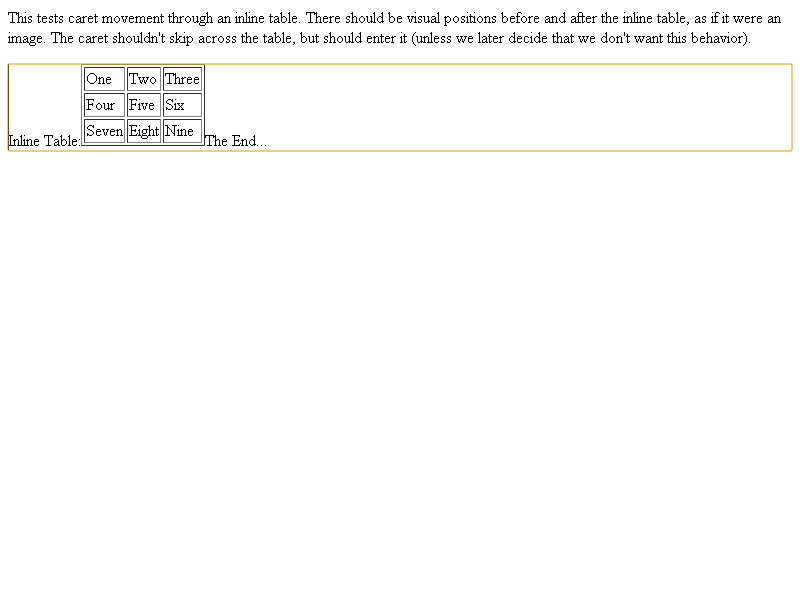 This tests caret movement through an inline table. There should be visual positions before and after the inline table, as if it were an
image. The caret shouldn't skip across the table, but should enter it (unless we later decide that we don't want this behavior).
One Two Three
Four Five Six
Seven Eight Nine
Inline Table: The End...